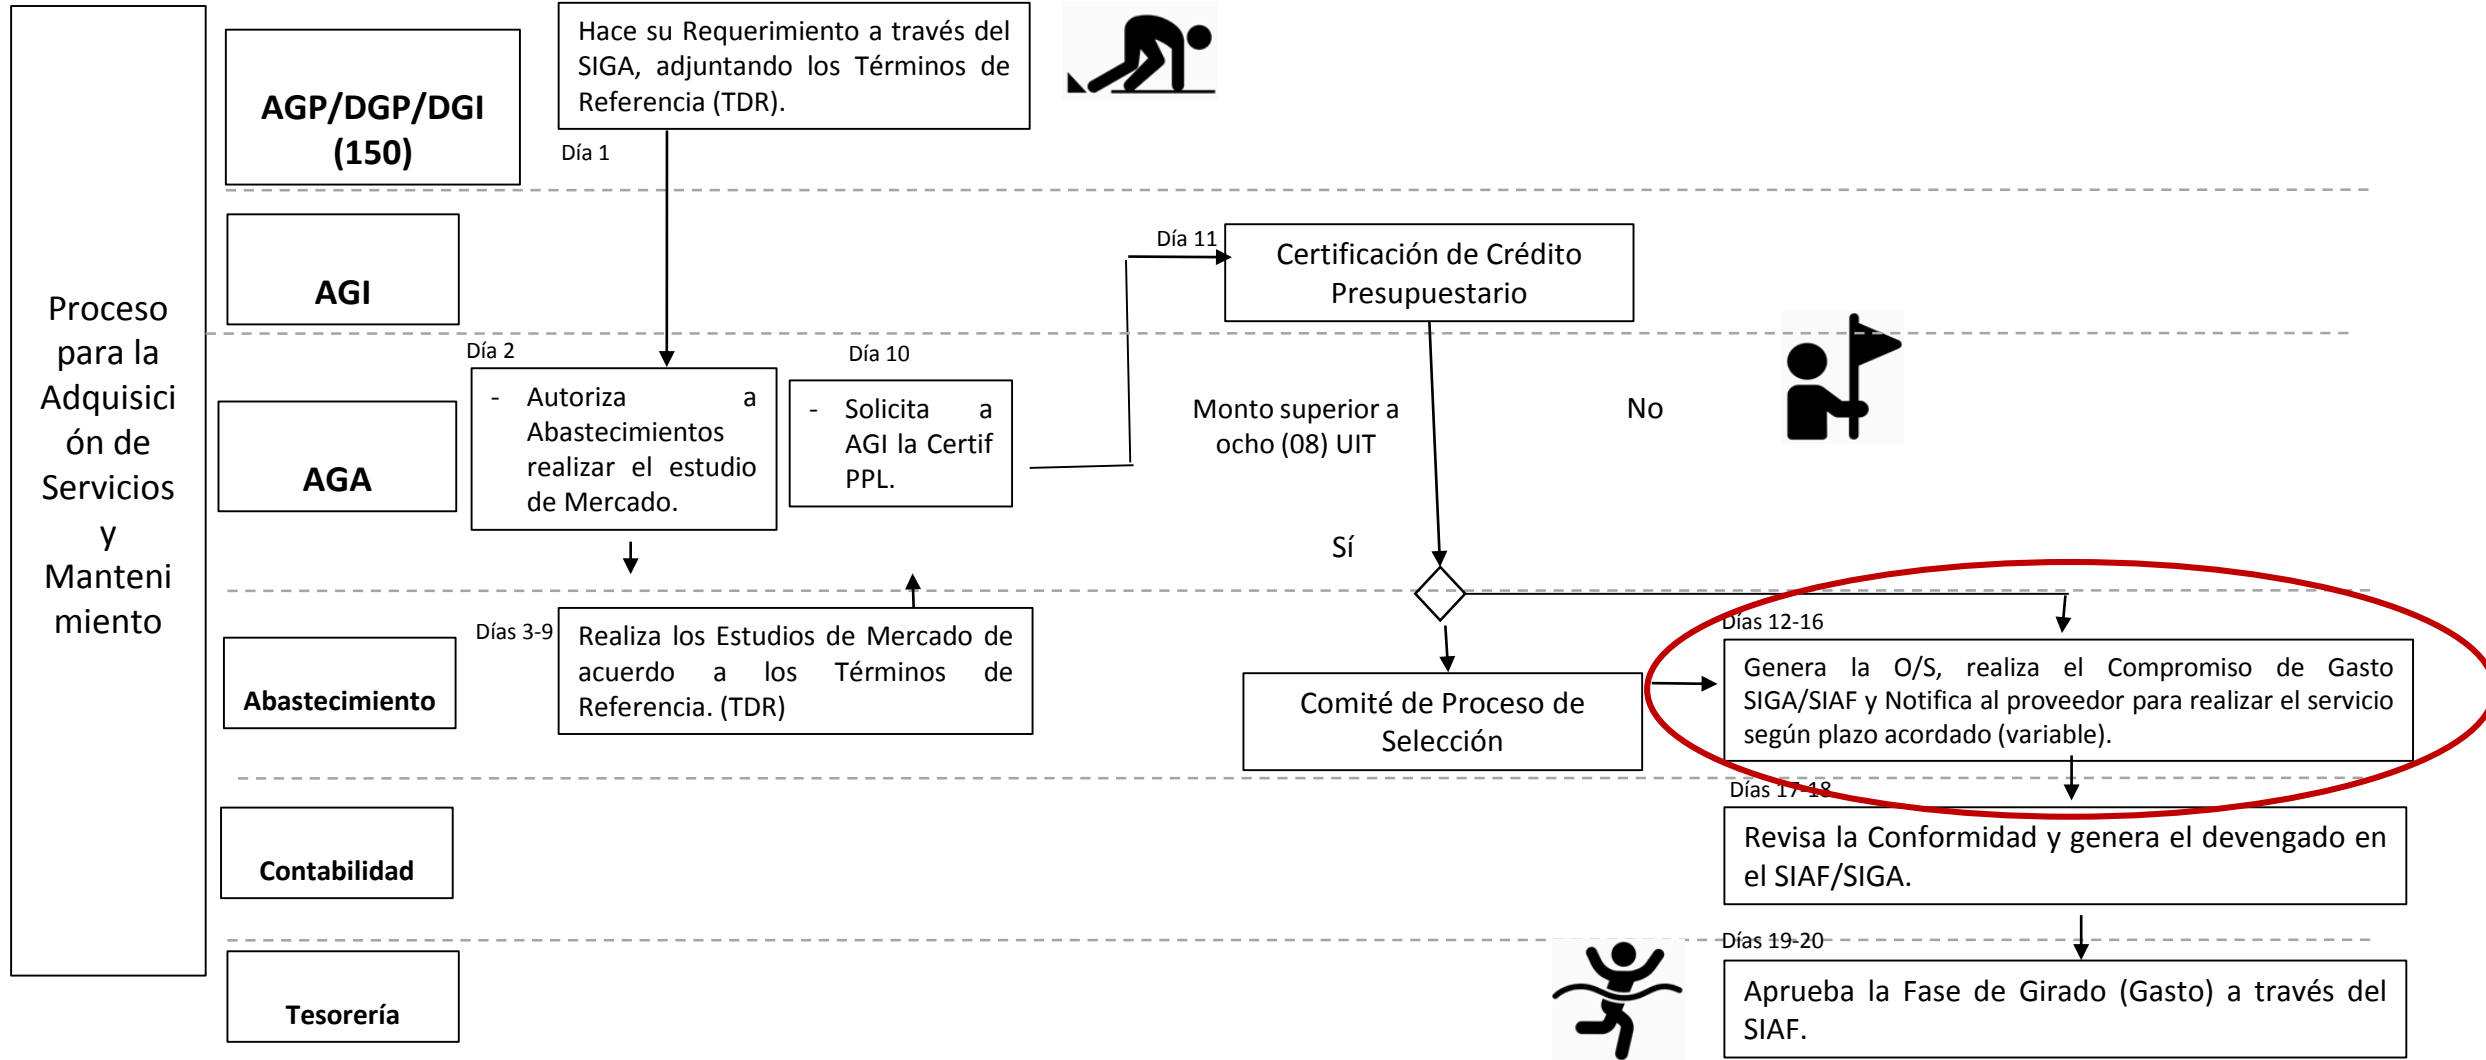 Proceso
para la
Adquisici
ón de
Servicios
y
Manteni
miento
AGP/DGP/DGI
(150)
Hace su Requerimiento a través del
SIGA, adjuntando los Términos de
Referencia (TDR).
Día 1
AGI
Día 11
Certificación de Crédito
Presupuestario
AGA
Día 2
- Autoriza a
Abastecimientos
realizar el estudio
de Mercado.
Día 10
- Solicita a
AGI la Certif
PPL.
Monto superior a
ocho (08) UIT
No
Sí
Abastecimiento
Días 3-9
Realiza los Estudios de Mercado de
acuerdo a los Términos de
Referencia. (TDR)
Comité de Proceso de
Selección
Días 12-16
Genera la O/S, realiza el Compromiso de Gasto
SIGA/SIAF y Notifica al proveedor para realizar el servicio
según plazo acordado (variable).
Contabilidad
Días 17-18
Revisa la Conformidad y genera el devengado en
el SIAF/SIGA.
Tesorería
Días 19-20
Aprueba la Fase de Girado (Gasto) a través del
SIAF.